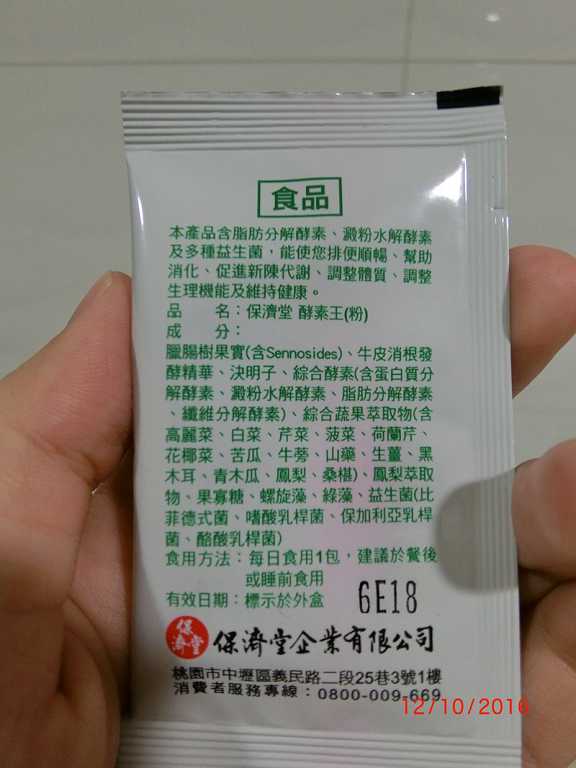 食品
本產品含脂肪分解酵素、澱粉水解酵素
及多種益生菌,能使您排便順暢、幫助
消化、促進新陳代謝、調整體質、調整
生理機能及維持健康。
品 名:保濟堂 酵素王(粉)
成 分:
臘腸樹果實(含Sennosides)、牛皮消根發
酵精華、決明子、綜合酵素(含蛋白質分
解酵素、澱粉水解酵素、脂肪分解酵素
、纖維分解酵素)、綜合蔬果萃取物(含
高麗菜、白菜、芹菜、菠菜、荷蘭芹、
花椰菜、苦瓜、牛蒡、山藥、生薑、黑
木耳、青木瓜、鳳梨、桑椹)、鳳梨萃取
物、果寡糖、螺旋藻、綠藻、益生菌(比
菲德式菌、嗜酸乳桿菌、保加利亞乳桿
菌、酪酸乳桿菌)
食用方法:每日食用1包,建議於餐後
或睡前食用
有效日期:標示於外盒 6E18
保濟堂 保濟堂企業有限公司
桃園市中壢區義民路二段25巷3號1樓
消費者服務專線:0800-009-669
12/10/2016